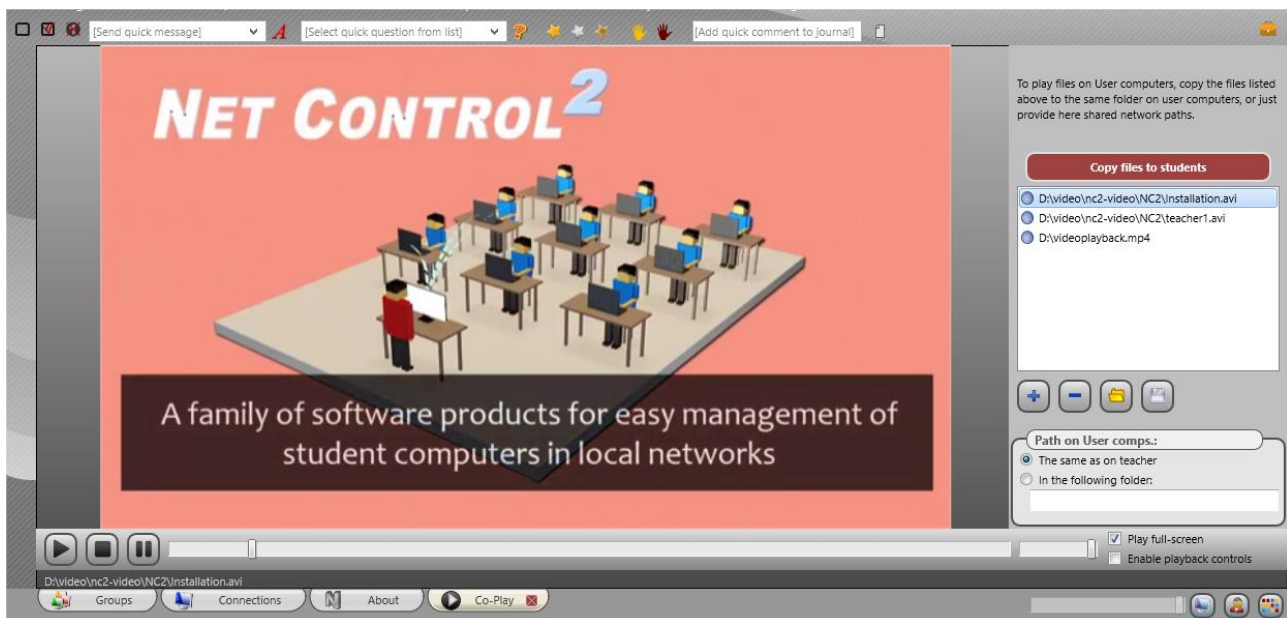 [Send quick message]
[Select quick question from list]
[Add quick comment to journal]
NET CONTROL 2
A family of software products for easy management of
student computers in local networks
To play files on User computers, copy the files listed
above to the same folder on user computers, or just
provide here shared network paths.
Copy files to students
D:\video\nc2-video\NC2\Installation.avi
D:\video\nc2-video\NC2\teacher1.avi
D:\videoplayback.mp4
Path on User comps.:
The same as on teacher
In the following folder:
Play full-screen
Enable playback controls
D:\video\nc2-video\NC2\Installation.avi
Groups
Connections
About
Co-Play